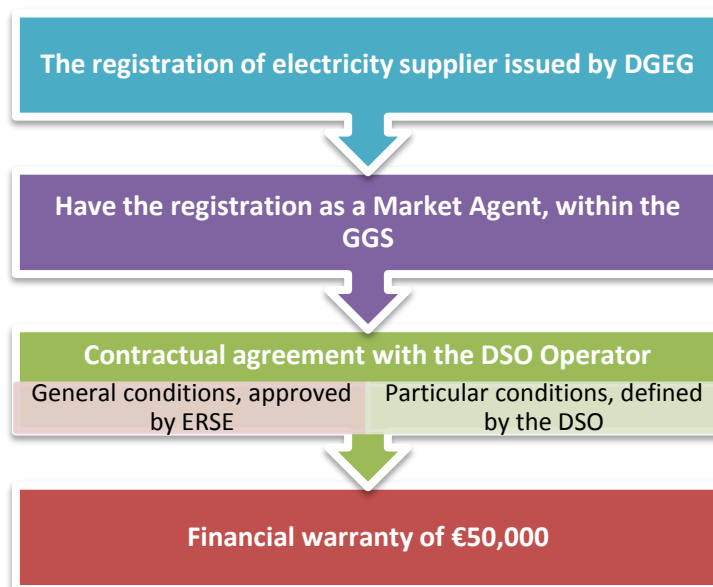 The registration of electricity supplier issued by DGEG
Have the registration as a Market Agent, within the
GGS
Contractual agreement with the DSO Operator
General conditions, approved
by ERSE
Particular conditions, defined
by the DSO
Financial warranty of €50,000